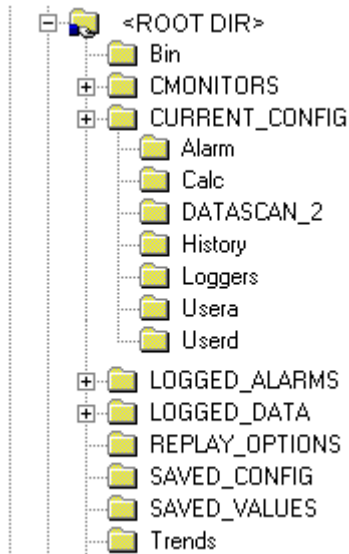 <ROOT DIR>
Bin
CMONITORS
CURRENT_CONFIG
Alarm
Calc
DATASCAN_2
History
Loggers
Usera
Userd
LOGGED_ALARMS
LOGGED_DATA
REPLAY_OPTIONS
SAVED_CONFIG
SAVED_VALUES
Trends